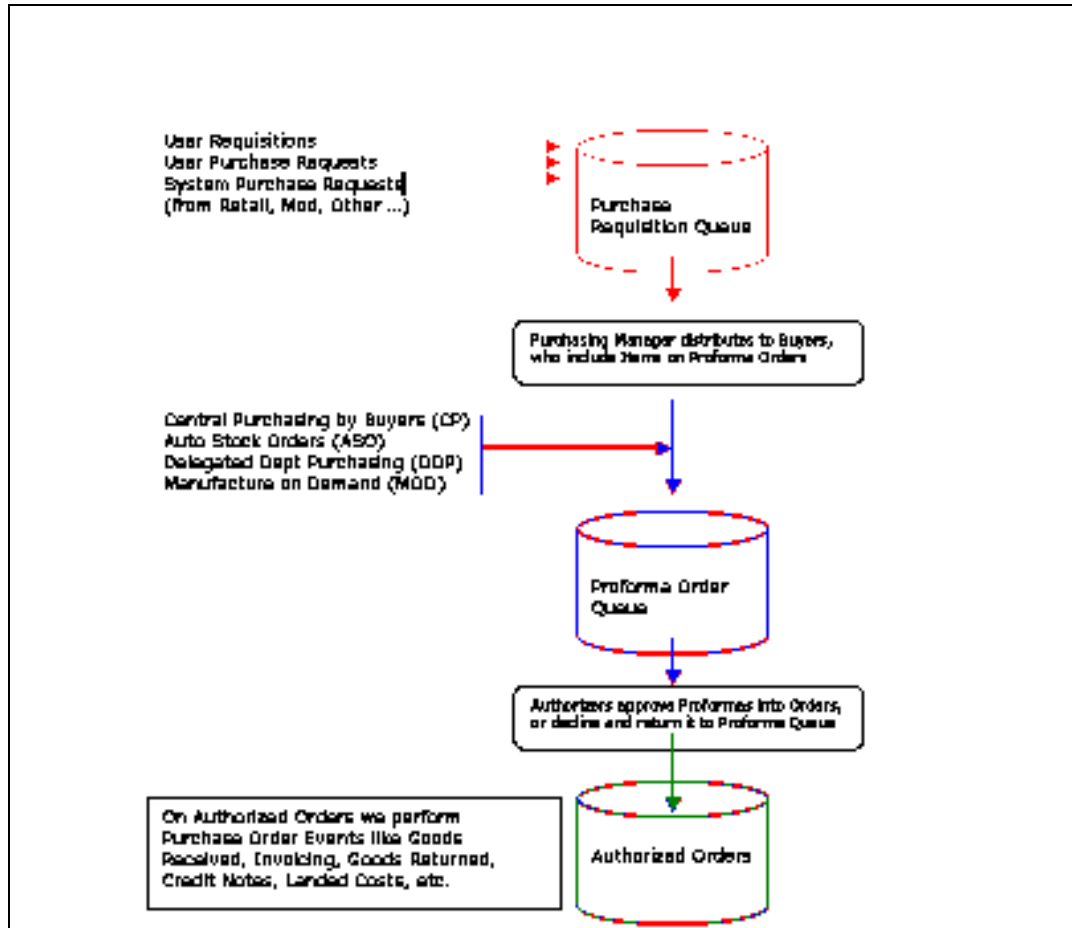 User Requisitions
User Purchase Requests
System Purchase Requests
(from Retail, Mod, Other ...)
Purchase
Requisition Queue
Purchasing Manager distributes to Buyers,
who include Items on Proforma Orders
Central Purchasing by Buyers (CP)
Auto Stock Orders (ASO)
Delegated Dept Purchasing (DDP)
Manufacture on Demand (MOD)
Proforma Order
Queue
Authorizers approve Proformas into Orders,
or decline and return it to Proforma Queue
On Authorized Orders we perform
Purchase Order Events like Goods
Received, Invoicing, Goods Returned,
Credit Notes, Landed Costs, etc.
Authorized Orders